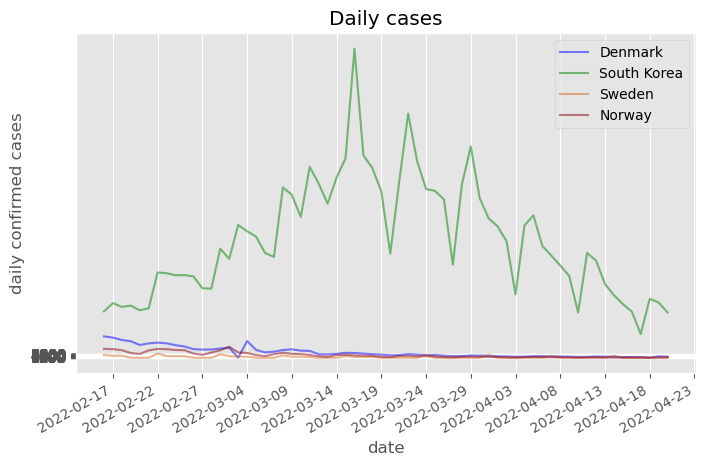 Daily cases
Denmark
South Korea
Sweden
Norway
daily confirmed cases
2022-02-17
2022-02-22
2022-02-27
2022-03-04
2022-03-09
2022-03-14
2022-03-19
2022-03-24
2022-03-29
2022-04-03
2022-04-08
2022-04-13
2022-04-18
2022-04-23
date